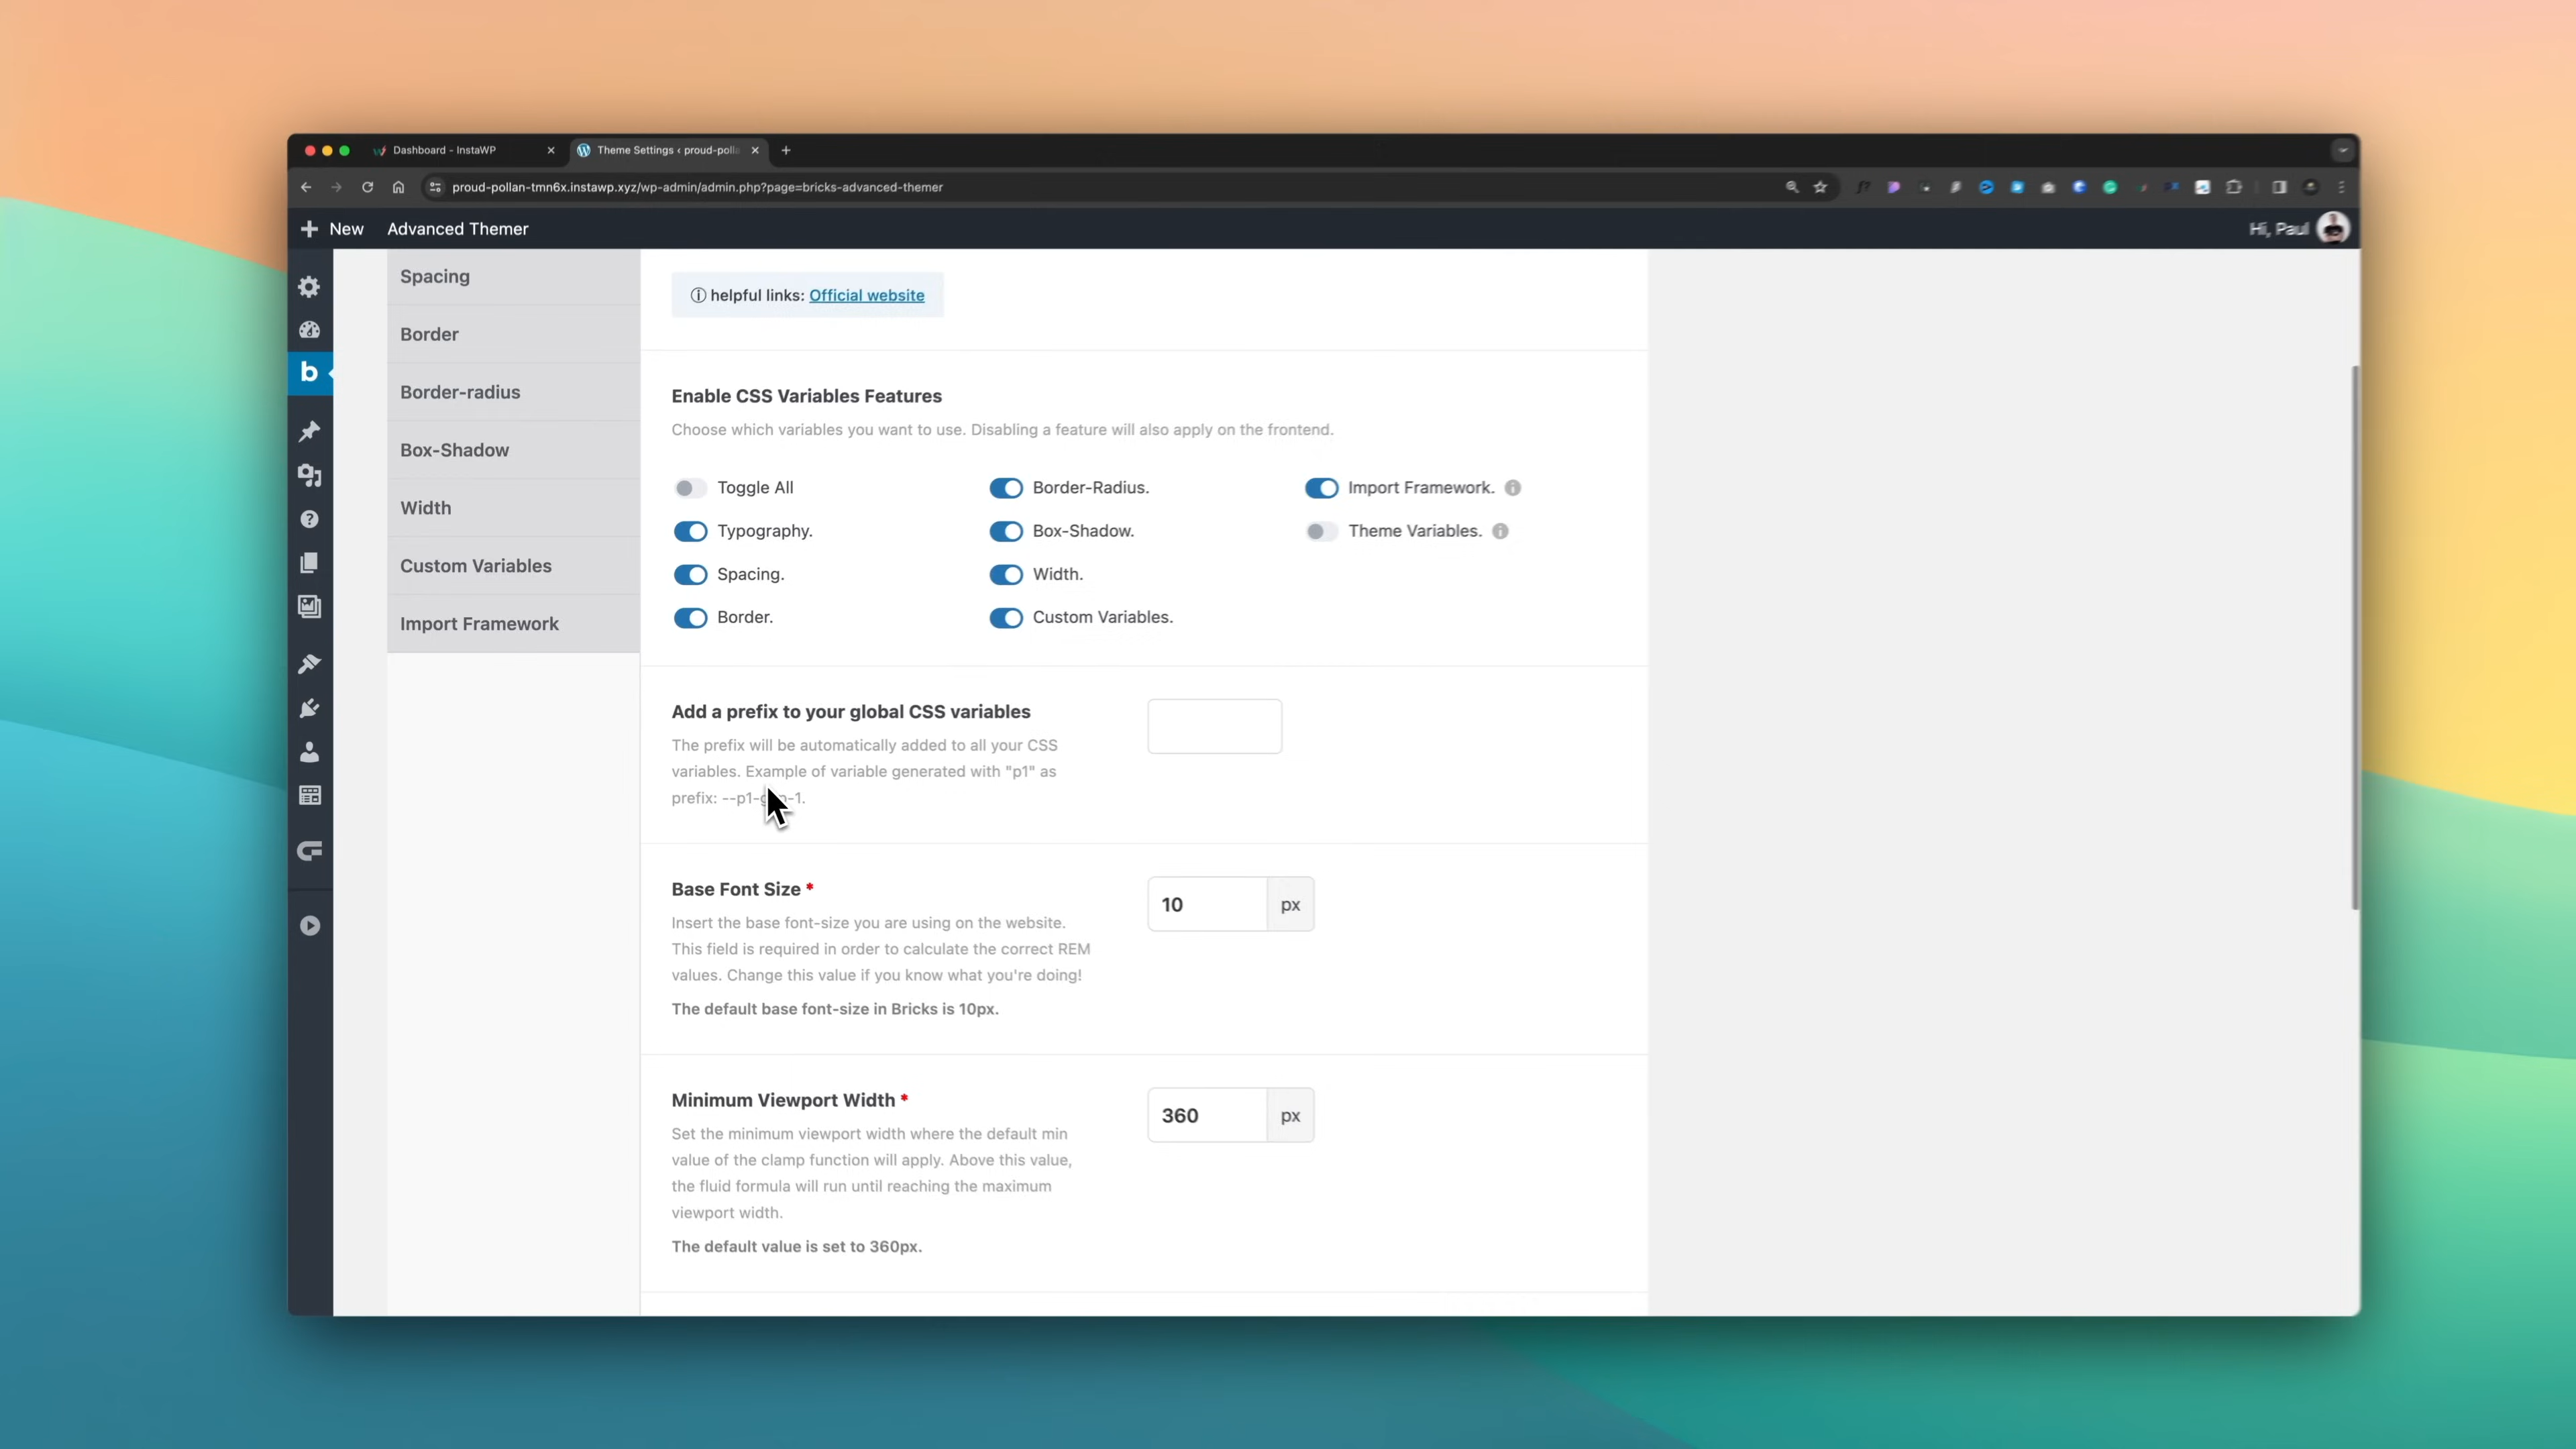 Dashboard - InstaWP
Theme Settings ‹ proud-polla
proud-pollan-tmn6x.instawp.xyz/wp-admin/admin.php?page=bricks-advanced-themer
New
Advanced Themer
Hi, Paul
Spacing
Border
Border-radius
Box-Shadow
Width
Custom Variables
Import Framework
helpful links: Official website
Enable CSS Variables Features
Choose which variables you want to use. Disabling a feature will also apply on the frontend.
Toggle All
Typography.
Spacing.
Border.
Border-Radius.
Box-Shadow.
Width.
Custom Variables.
Import Framework.
Theme Variables.
Add a prefix to your global CSS variables
The prefix will be automatically added to all your CSS
variables. Example of variable generated with "p1" as
prefix:
Base Font Size *
10 px
Insert the base font-size you are using on the website.
This field is required in order to calculate the correct REM
values. Change this value if you know what you're doing!
The default base font-size in Bricks is 10px.
Minimum Viewport Width *
360 px
Set the minimum viewport width where the default min
value of the clamp function will apply. Above this value,
the fluid formula will run until reaching the maximum
viewport width.
The default value is set to 360px.